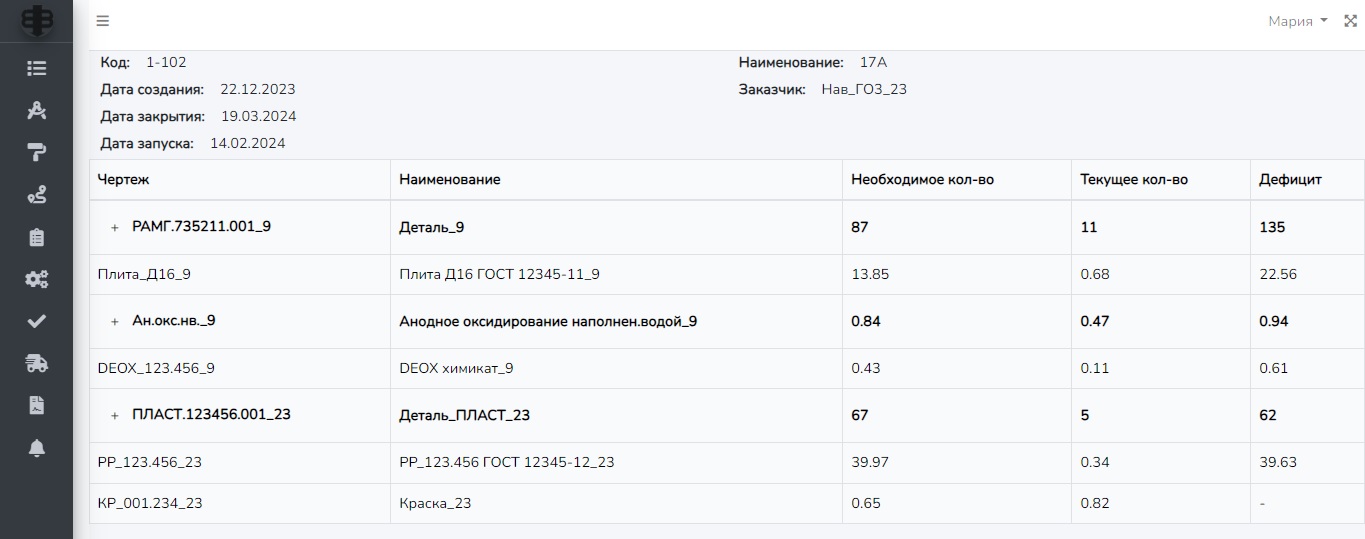 Мария
Код: 1-102 Наименование: 17А
Дата создания: 22.12.2023 Заказчик: Нав_ГОЗ_23
Дата закрытия: 19.03.2024
Дата запуска: 14.02.2024
Чертеж Наименование Необходимое кол-во Текущее кол-во Дефицит
+ РАМГ.735211.001_9 Деталь_9 87 11 135
Плита_Д16_9 Плита Д16 ГОСТ 12345-11_9 13.85 0.68 22.56
+ Ан.окс.нв._9 Анодное оксидирование наполнен.водой_9 0.84 0.47 0.94
DEOX_123.456_9 DEOX химикат_9 0.43 0.11 0.61
+ ПЛАСТ.123456.001_23 Деталь_ПЛАСТ_23 67 5 62
PP_123.456_23 PP_123.456 ГОСТ 12345-12_23 39.97 0.34 39.63
КР_001.234_23 Краска_23 0.65 0.82 -